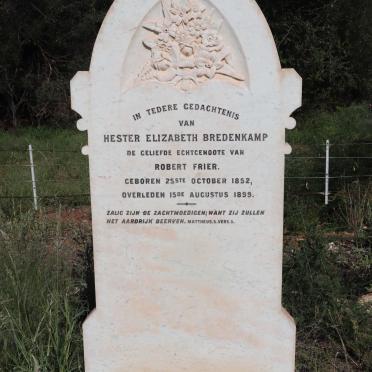 IN TEDERE GEDACHTENIS
VAN
HESTER ELIZABETH BREDENKAMP
DE GELIEFDE ECHTGENOOTE VAN
ROBERT FRIER.
GEBOREN 25STE OCTOBER 1852,
OVERLEDEN 15DE AUGUSTUS 1899.
ZALIG ZIJN DE ZACHTMOEDIGEN; WANT ZIJ ZULLEN
HET AARDRIJK BEERVEN. MATTHEUS.5.VERS.5.